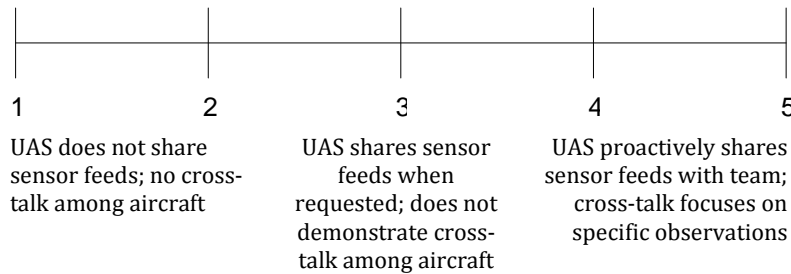 1 2 3 4 5
UAS does not share
sensor feeds; no cross-
talk among aircraft
UAS shares sensor
feeds when
requested; does not
demonstrate cross-
talk among aircraft
UAS proactively shares
sensor feeds with team;
cross-talk focuses on
specific observations